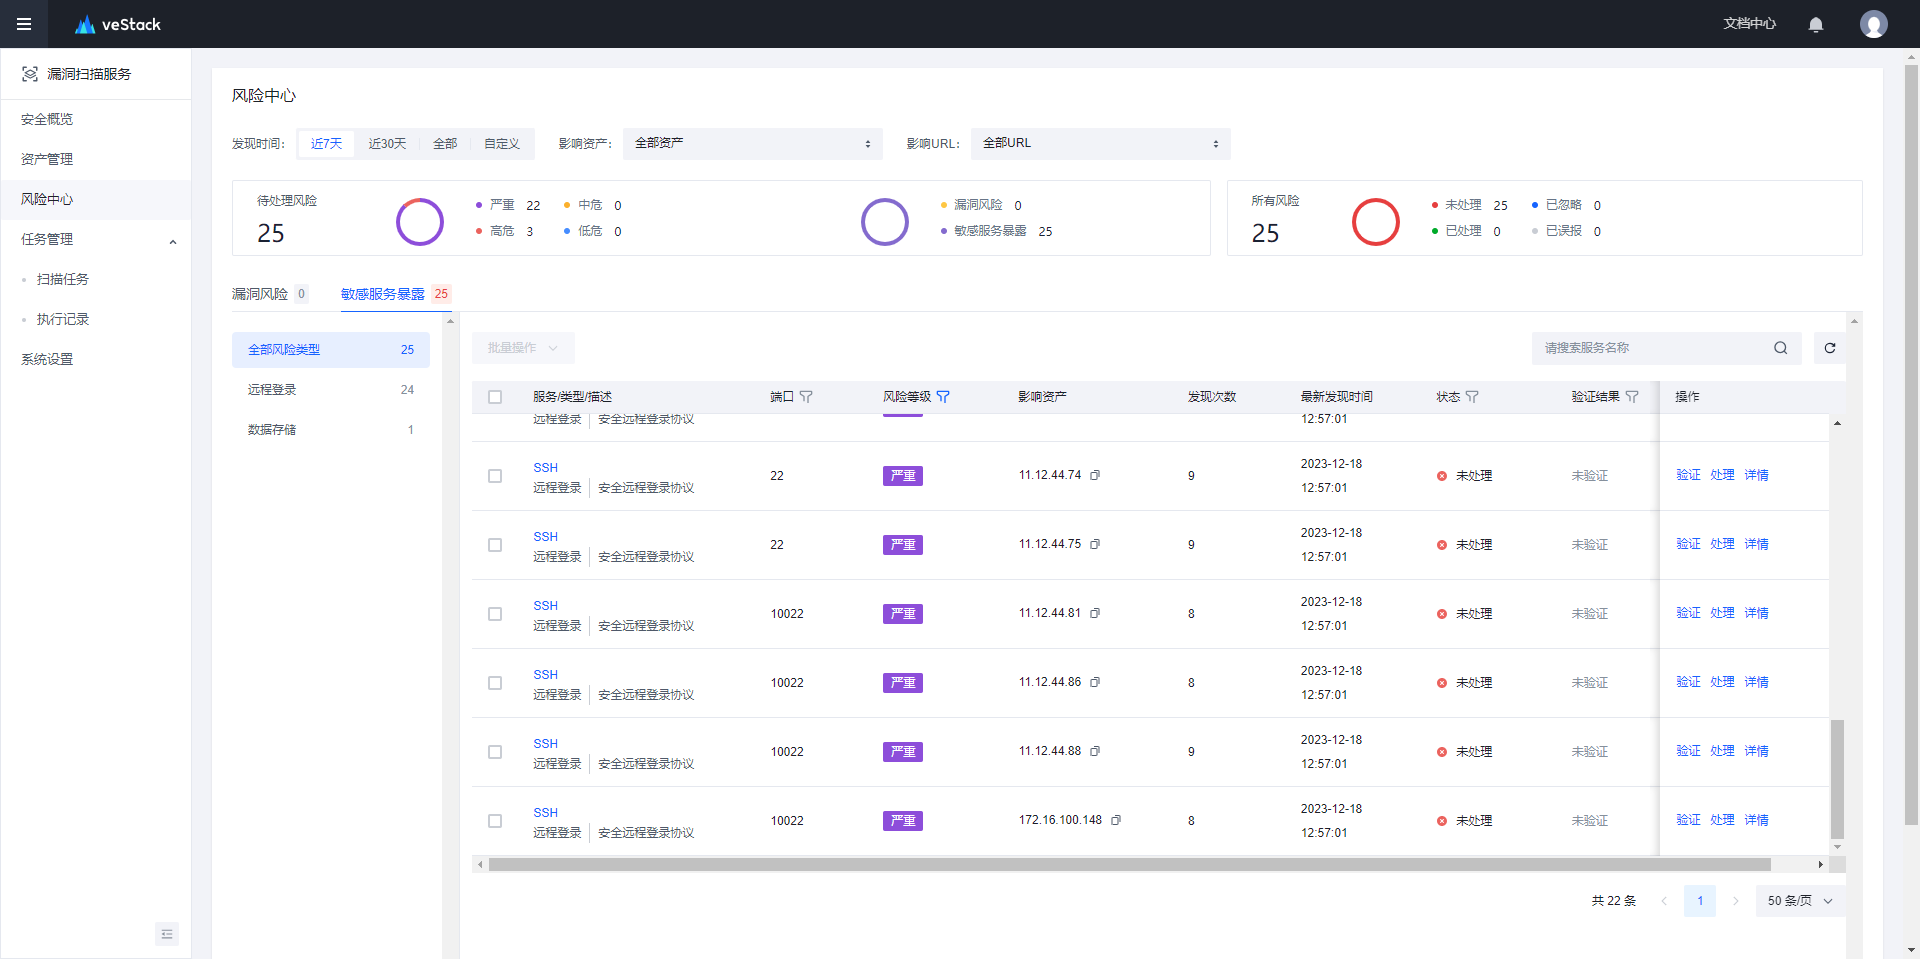 veStack
文档中心
漏洞扫描服务
安全概览
资产管理
风险中心
任务管理
扫描任务
执行记录
系统设置
风险中心
发现时间： 近7天 近30天 全部 自定义 影响资产： 全部资产 影响URL： 全部URL
待处理风险
25
严重 22 中危 0
高危 3 低危 0
漏洞风险 0
敏感服务暴露 25
所有风险
25
未处理 25 已忽略 0
已处理 0 已误报 0
漏洞风险 0 敏感服务暴露 25
全部风险类型 25
远程登录 24
数据存储 1
批量操作
请搜索服务名称
服务/类型/描述 端口 风险等级 影响资产 发现次数 最新发现时间 状态 验证结果 操作
远程登录 安全远程登录协议 12:57:01
SSH
远程登录 安全远程登录协议
22 严重 11.12.44.74 9 2023-12-18
12:57:01
未处理 未验证 验证 处理 详情
SSH
远程登录 安全远程登录协议
22 严重 11.12.44.75 9 2023-12-18
12:57:01
未处理 未验证 验证 处理 详情
SSH
远程登录 安全远程登录协议
10022 严重 11.12.44.81 8 2023-12-18
12:57:01
未处理 未验证 验证 处理 详情
SSH
远程登录 安全远程登录协议
10022 严重 11.12.44.86 8 2023-12-18
12:57:01
未处理 未验证 验证 处理 详情
SSH
远程登录 安全远程登录协议
10022 严重 11.12.44.88 9 2023-12-18
12:57:01
未处理 未验证 验证 处理 详情
SSH
远程登录 安全远程登录协议
10022 严重 172.16.100.148 8 2023-12-18
12:57:01
未处理 未验证 验证 处理 详情
共 22 条 1 50 条/页